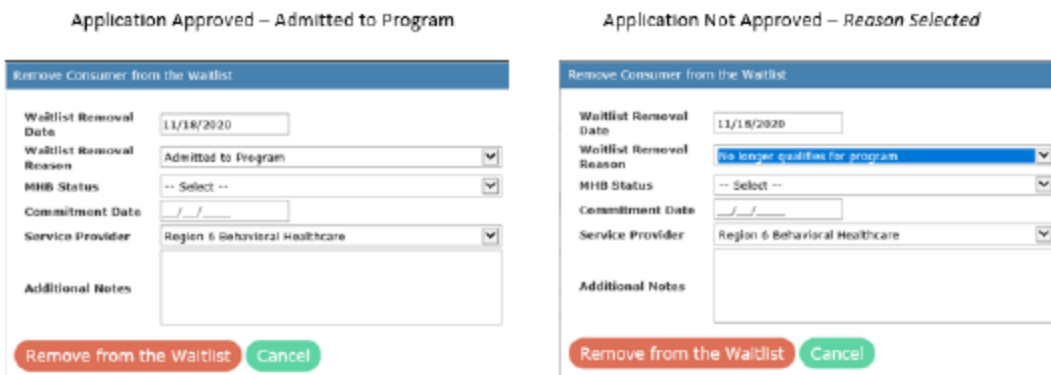 Application Approved – Admitted to Program
Remove Consumer from the Waitlist
Waitlist Removal Date 11/18/2020
Waitlist Removal Reason Admitted to Program
MHB Status -- Select --
Commitment Date __/__/____
Service Provider Region 6 Behavioral Healthcare
Additional Notes
Remove from the Waitlist Cancel
Application Not Approved – Reason Selected
Remove Consumer from the Waitlist
Waitlist Removal Date 11/18/2020
Waitlist Removal Reason No longer qualifies for program
MHB Status -- Select --
Commitment Date __/__/____
Service Provider Region 6 Behavioral Healthcare
Additional Notes
Remove from the Waitlist Cancel